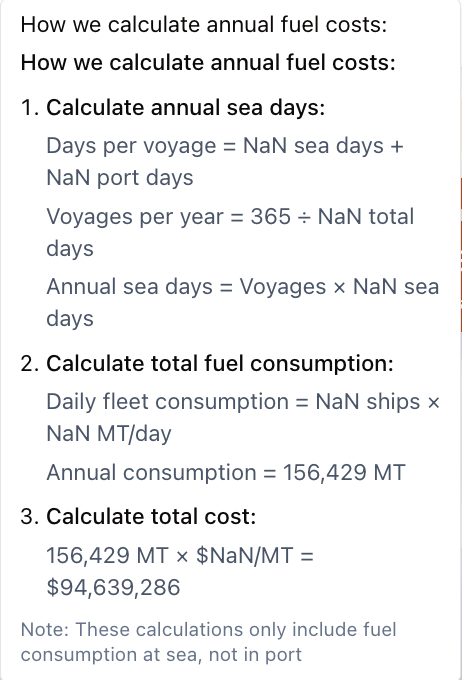 How we calculate annual fuel costs:
How we calculate annual fuel costs:
1. Calculate annual sea days:
Days per voyage = NaN sea days +
NaN port days
Voyages per year = 365 ÷ NaN total
days
Annual sea days = Voyages × NaN sea
days
2. Calculate total fuel consumption:
Daily fleet consumption = NaN ships ×
NaN MT/day
Annual consumption = 156,429 MT
3. Calculate total cost:
156,429 MT × $NaN/MT =
$94,639,286
Note: These calculations only include fuel
consumption at sea, not in port